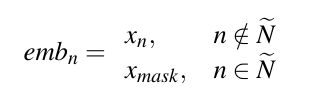 emb_n = x_n, n ∉ Ñ
x_mask, n ∈ Ñ